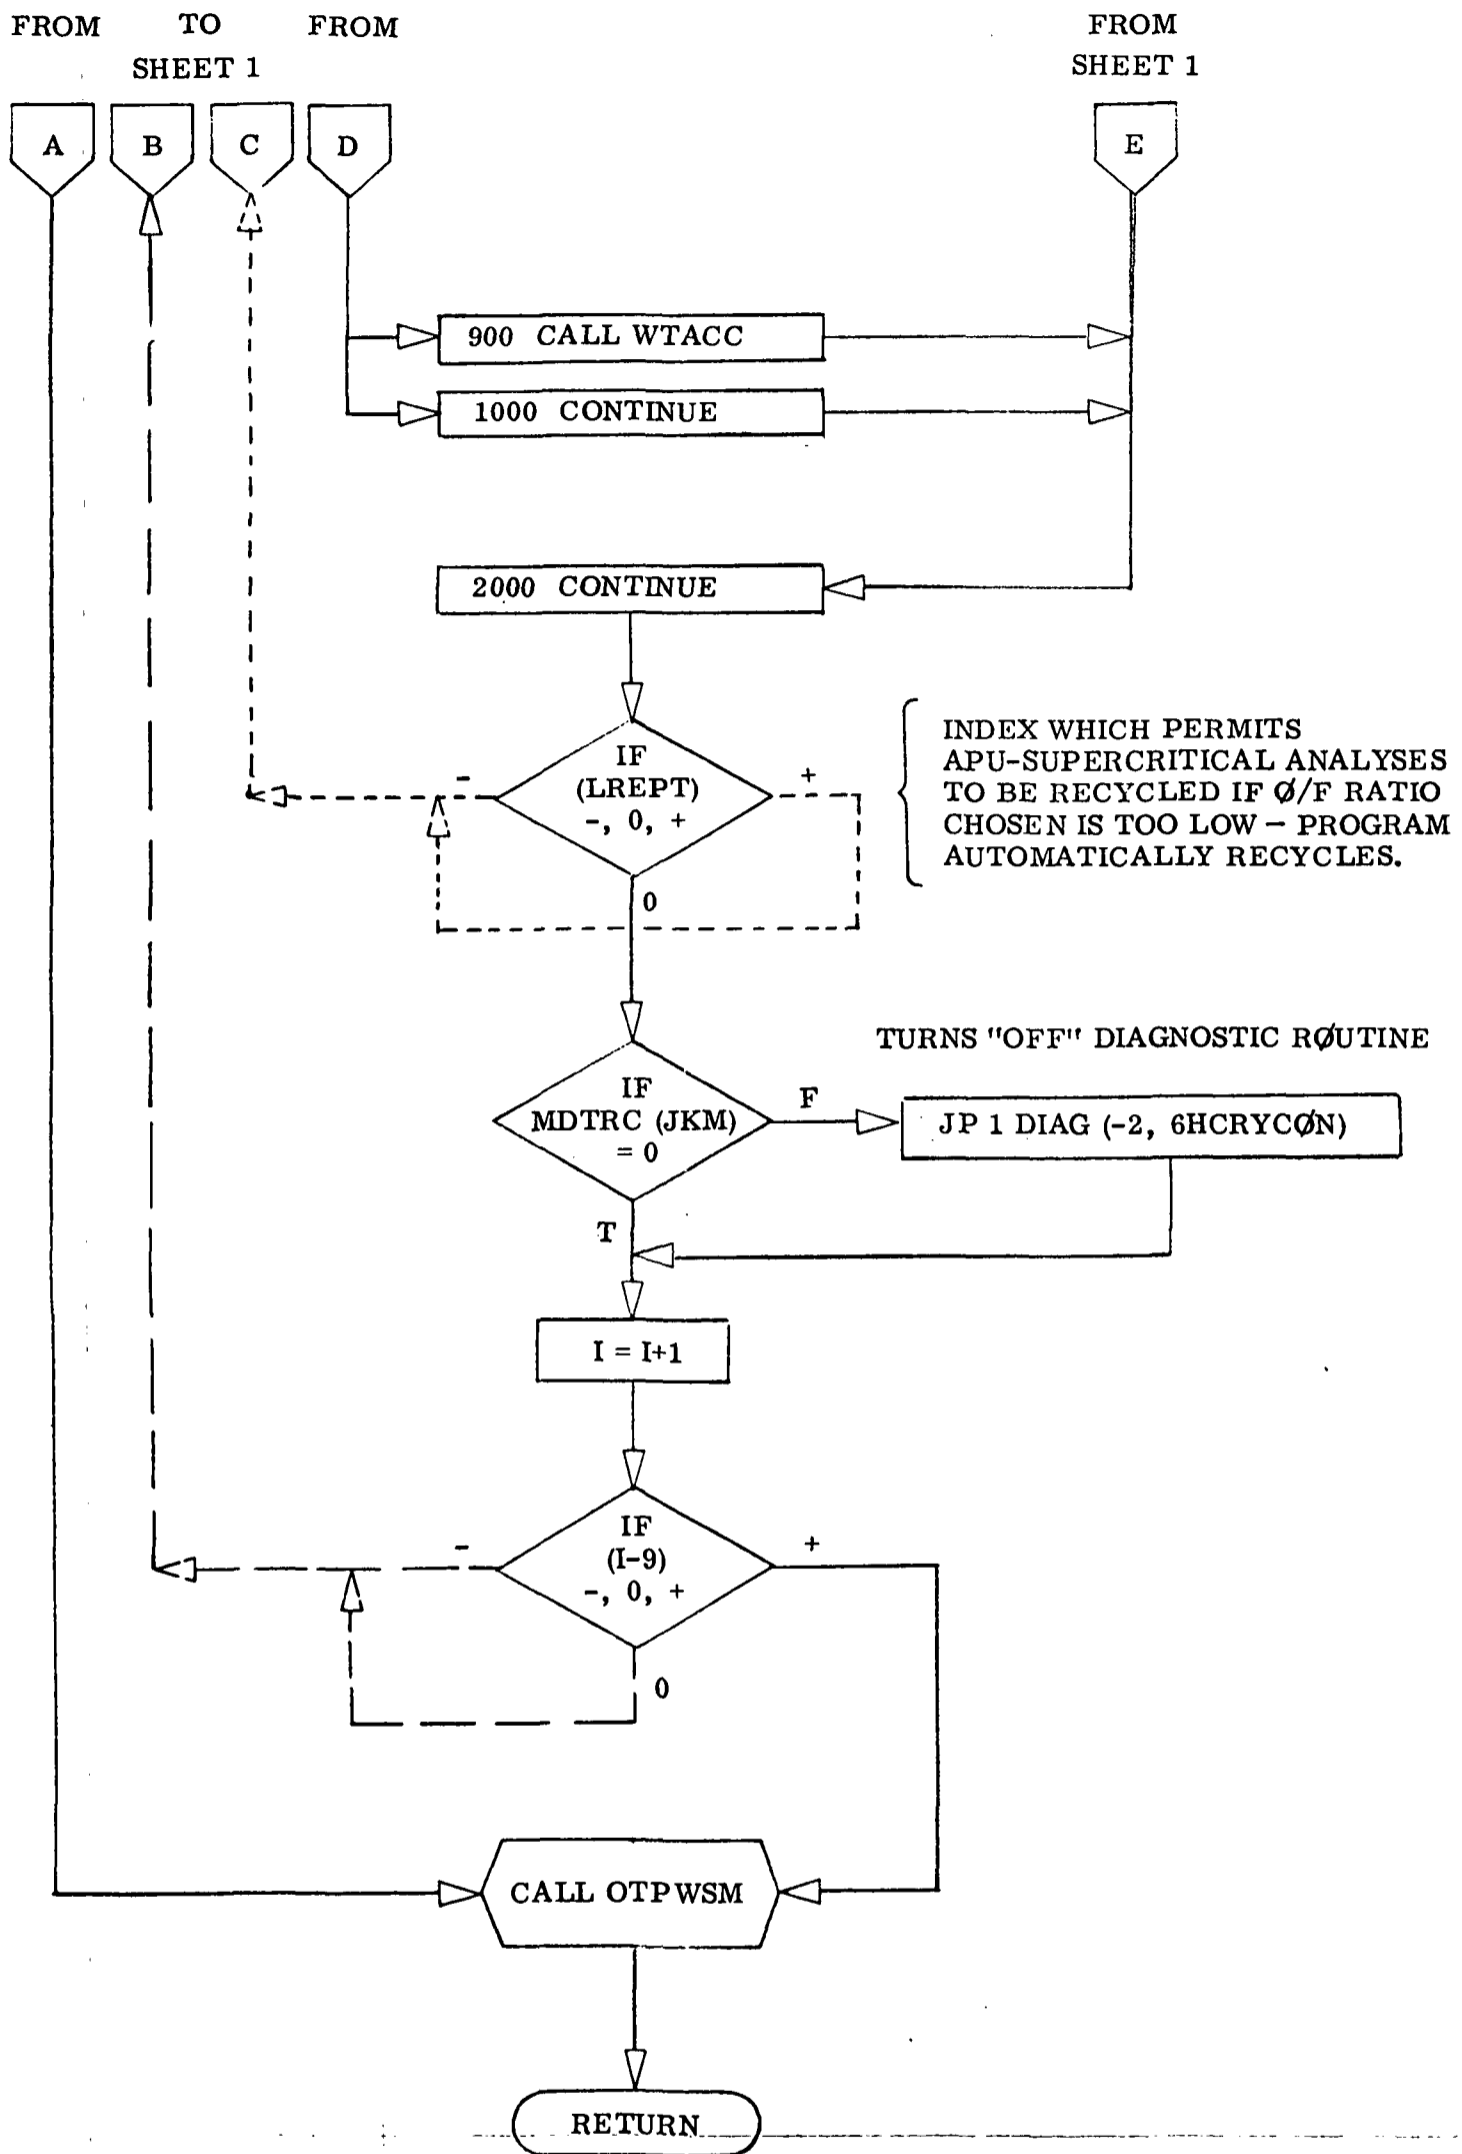 FROM TO FROM FROM
SHEET 1 SHEET 1
A B C D E
900 CALL WTACC
1000 CONTINUE
2000 CONTINUE
IF
(LREPT)
-, 0, +
-
+
0
INDEX WHICH PERMITS
APU-SUPERCRITICAL ANALYSES
TO BE RECYCLED IF Ø/F RATIO
CHOSEN IS TOO LOW – PROGRAM
AUTOMATICALLY RECYCLES.
TURNS "OFF" DIAGNOSTIC RØUTINE
IF
MDTRC (JKM)
= 0
F
JP 1 DIAG (-2, 6HCRYCØN)
T
I = I+1
IF
(I-9)
-, 0, +
-
+
0
CALL OTPWSM
RETURN